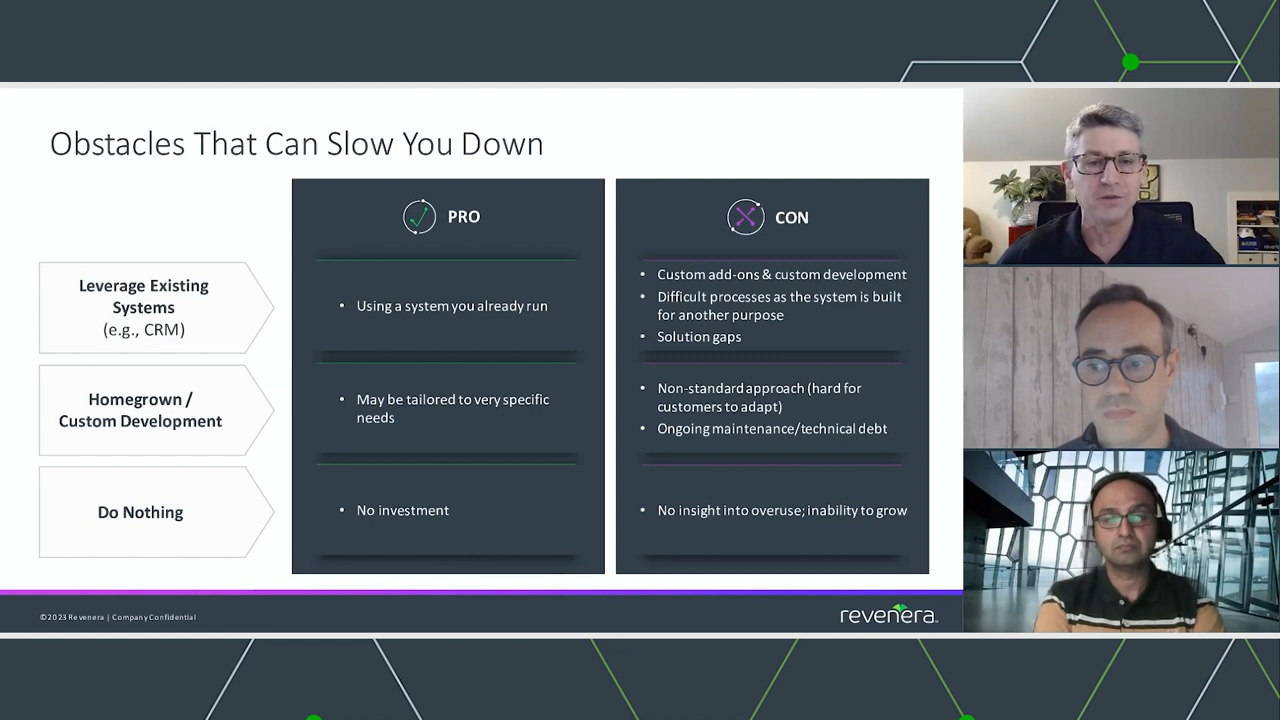 Obstacles That Can Slow You Down
PRO
CON
Leverage Existing
Systems
(e.g., CRM)
• Using a system you already run
• Custom add-ons & custom development
• Difficult processes as the system is built
for another purpose
• Solution gaps
Homegrown /
Custom Development
• May be tailored to very specific
needs
• Non-standard approach (hard for
customers to adapt)
• Ongoing maintenance/technical debt
Do Nothing
• No investment
• No insight into overuse; inability to grow
©2023 Revenera | Company Confidential
revenera